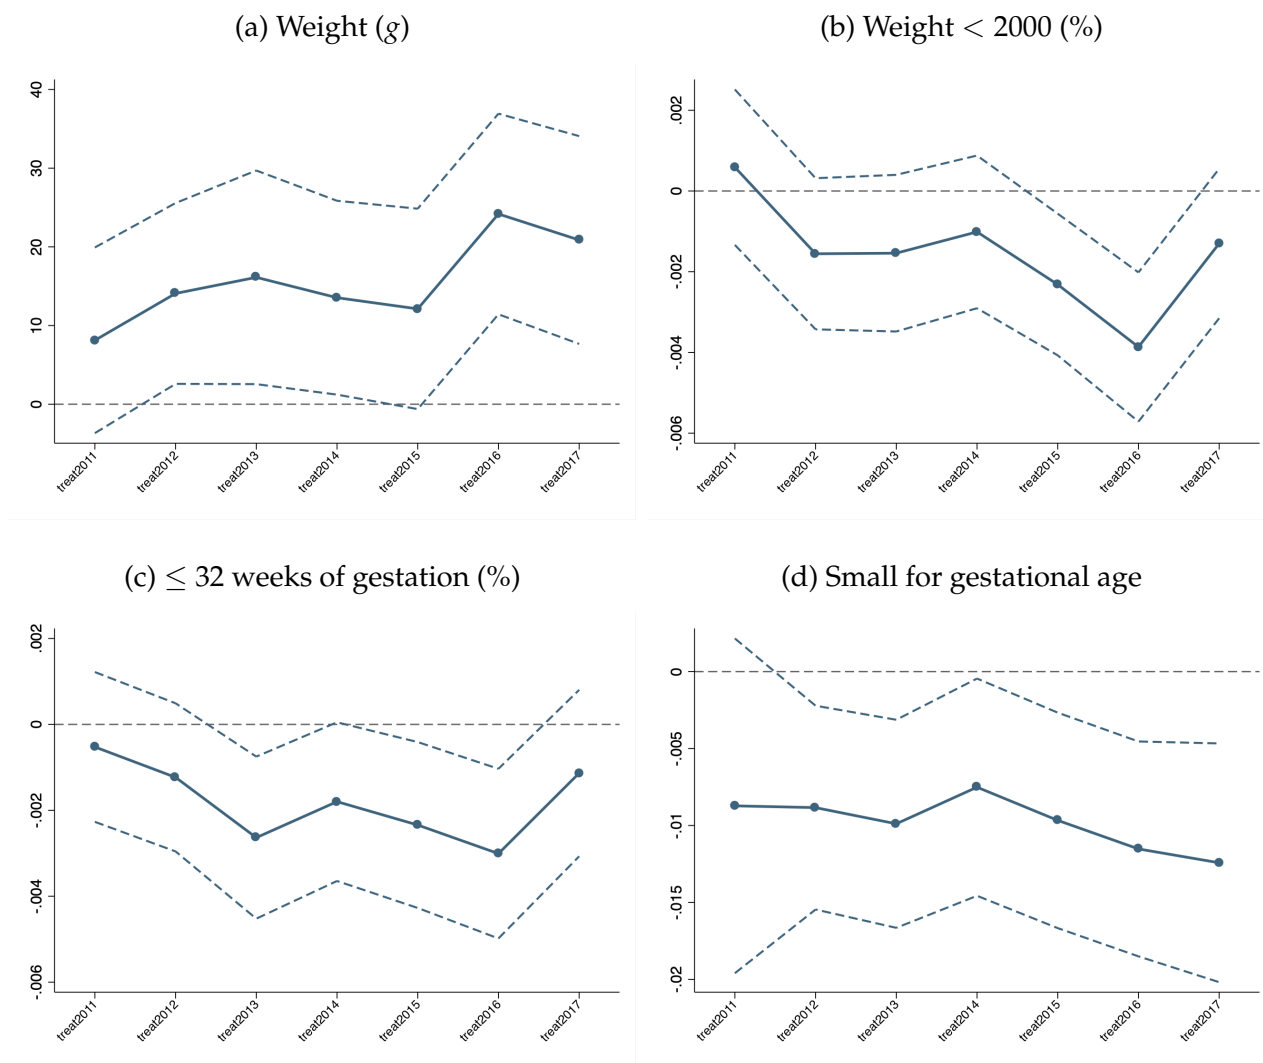 (a) Weight (g)
40
30
20
10
0
treat2011
treat2012
treat2013
treat2014
treat2015
treat2016
treat2017
(b) Weight < 2000 (%)
.002
0
-.002
-.004
-.006
treat2011
treat2012
treat2013
treat2014
treat2015
treat2016
treat2017
(c) ≤ 32 weeks of gestation (%)
.002
0
-.002
-.004
-.006
treat2011
treat2012
treat2013
treat2014
treat2015
treat2016
treat2017
(d) Small for gestational age
0
-.005
-.01
-.015
-.02
treat2011
treat2012
treat2013
treat2014
treat2015
treat2016
treat2017